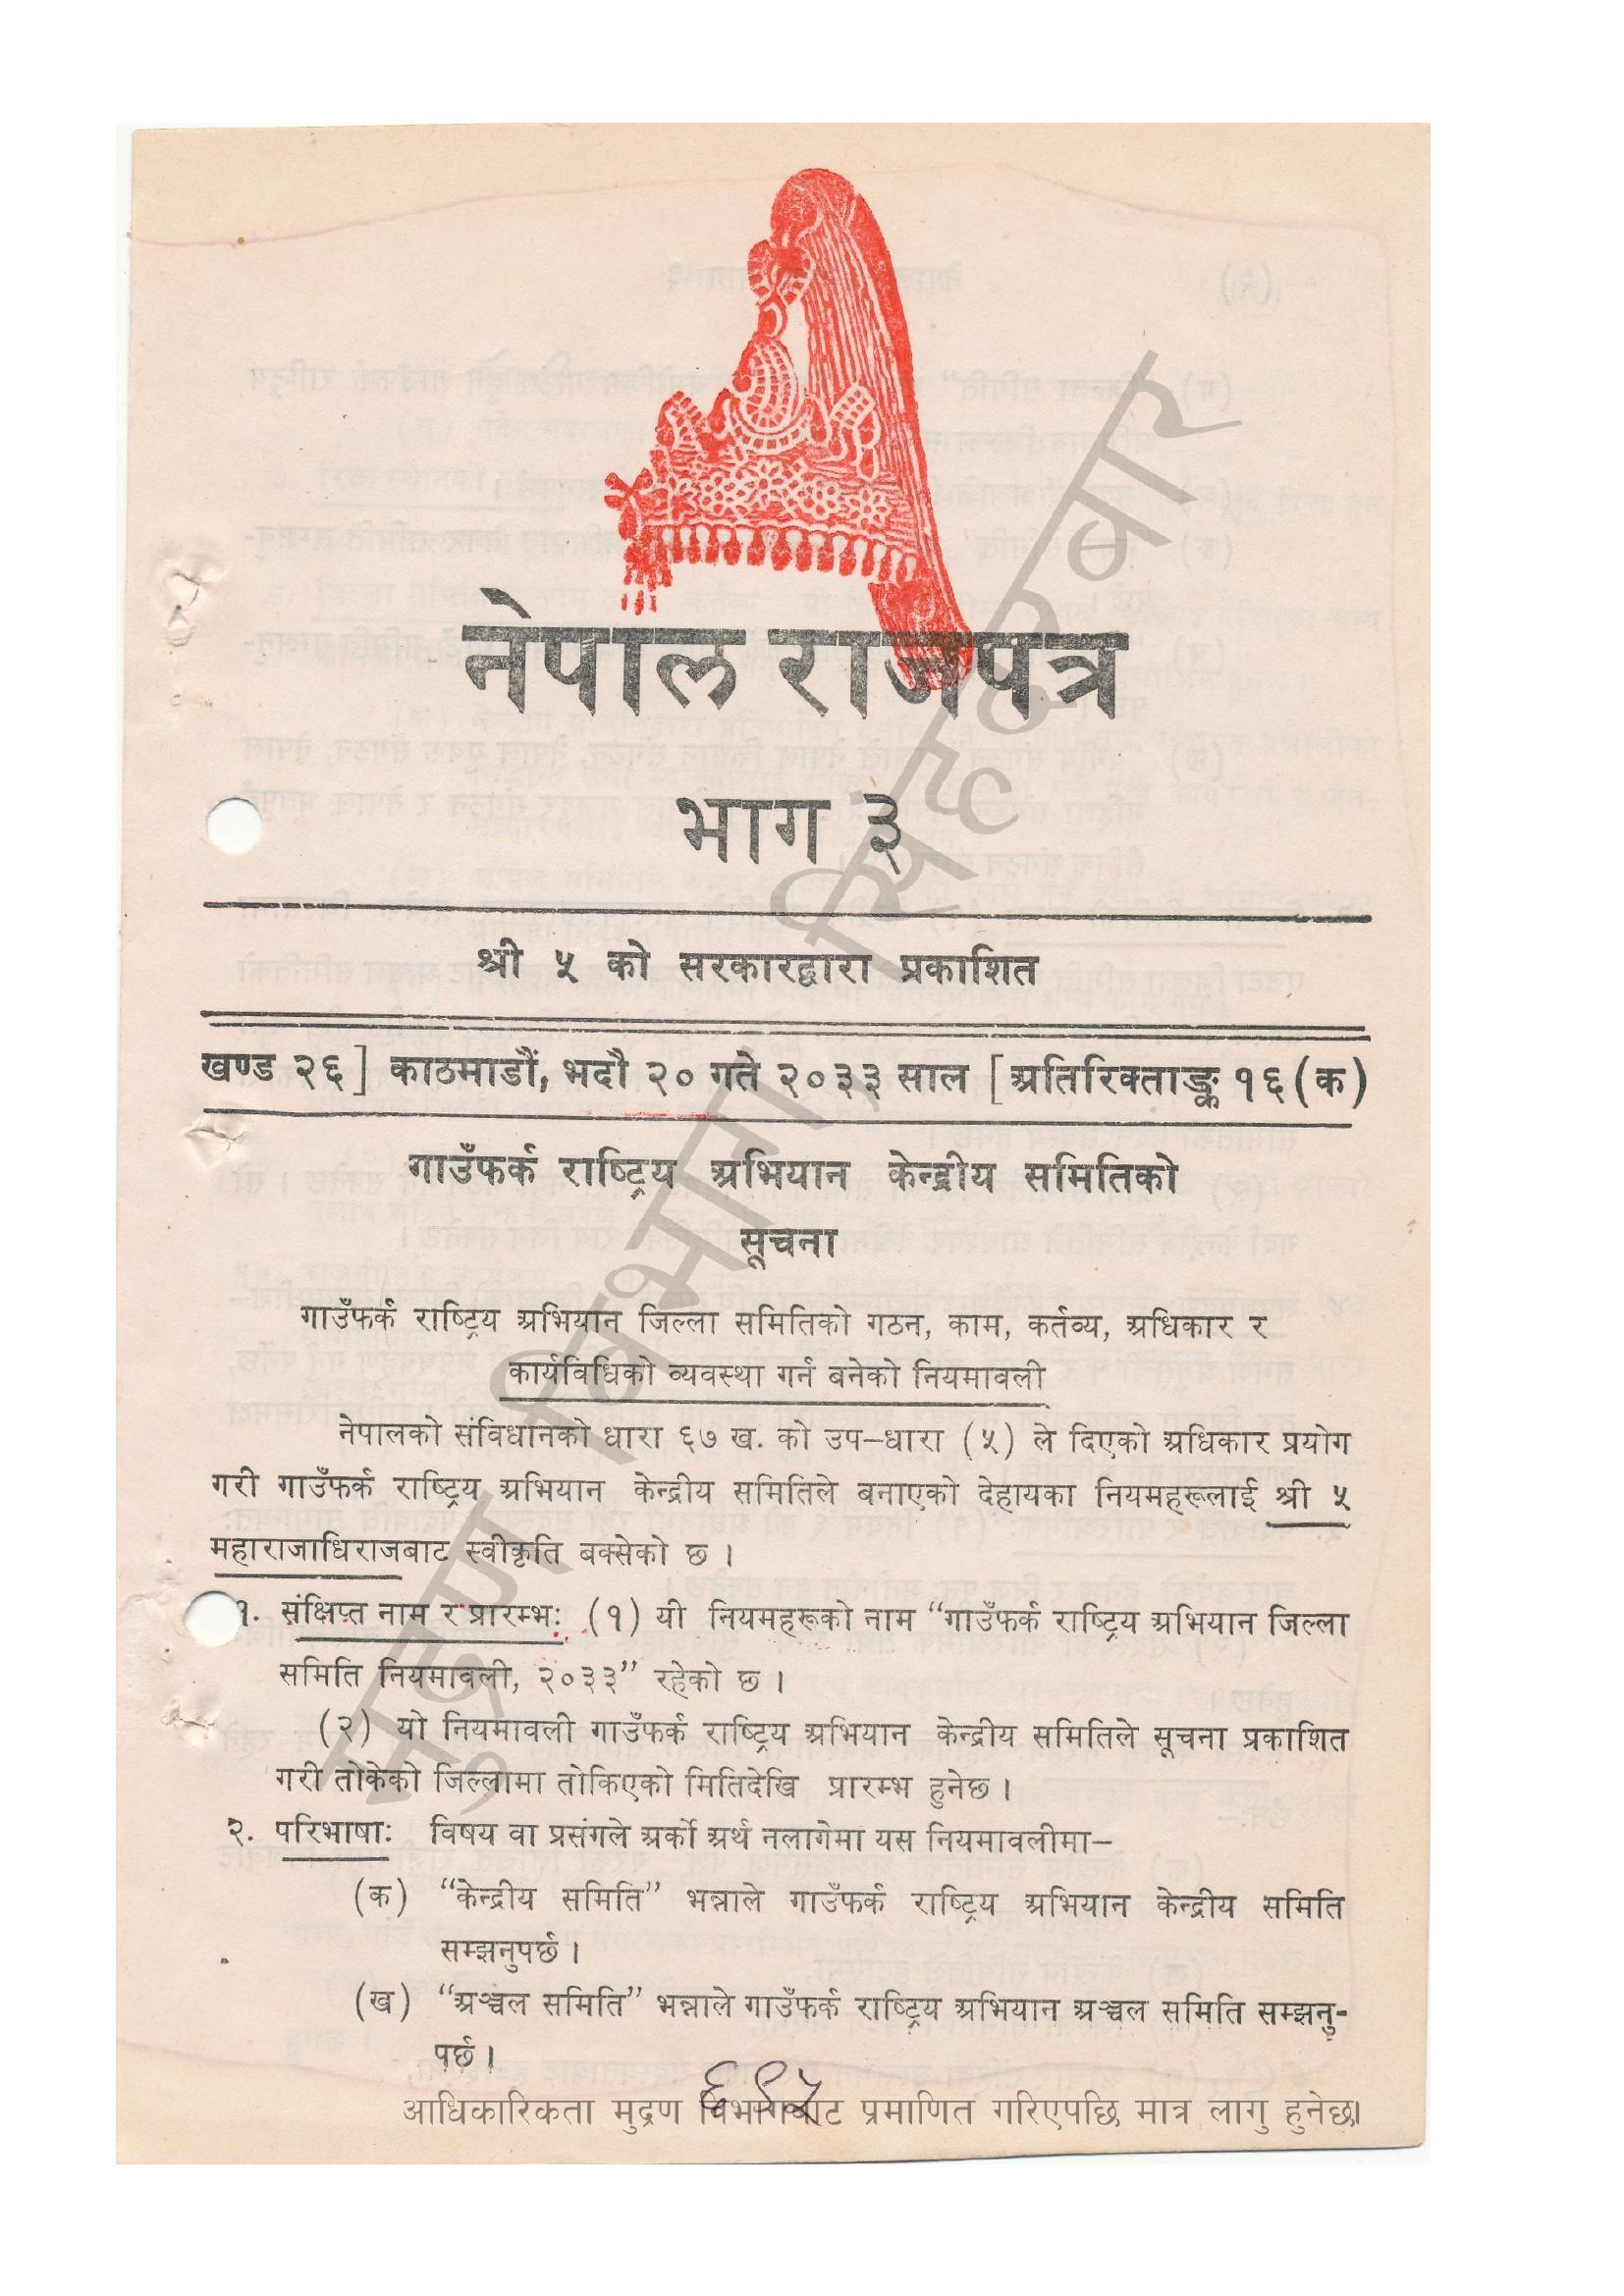 नेपाल राजपत्र
भाग ३
श्री ५ को सरकारद्वारा प्रकाशित
खण्ड २६] काठमाडौं, भदौ २० गते २०३३ साल [अतिरिक्ताङ्क १६(क)
गाउँफर्क राष्ट्रिय अभियान केन्द्रीय समितिको
सूचना
गाउँफर्क राष्ट्रिय अभियान जिल्ला समितिको गठन, काम, कर्तव्य, अधिकार र
कार्यविधिको व्यवस्था गर्न बनेको नियमावली
नेपालको संविधानको धारा ६७ ख. को उप–धारा (५) ले दिएको अधिकार प्रयोग
गरी गाउँफर्क राष्ट्रिय अभियान केन्द्रीय समितिले बनाएको देहायका नियमहरूलाई श्री ५
महाराजाधिराजबाट स्वीकृति बक्सेको छ ।
१. संक्षिप्त नाम र प्रारम्भः (१) यी नियमहरूको नाम “गाउँफर्क राष्ट्रिय अभियान जिल्ला
समिति नियमावली, २०३३” रहेको छ ।
(२) यो नियमावली गाउँफर्क राष्ट्रिय अभियान केन्द्रीय समितिले सूचना प्रकाशित
गरी तोकेको जिल्लामा तोकिएको मितिदेखि प्रारम्भ हुनेछ ।
२. परिभाषाः विषय वा प्रसंगले अर्को अर्थ नलागेमा यस नियमावलीमा–
(क) “केन्द्रीय समिति” भन्नाले गाउँफर्क राष्ट्रिय अभियान केन्द्रीय समिति
सम्झनुपर्छ ।
(ख) “अञ्चल समिति” भन्नाले गाउँफर्क राष्ट्रिय अभियान अञ्चल समिति सम्झनु-
पर्छ ।
६९५
आधिकारिकता मुद्रण विभागबाट प्रमाणित गरिएपछि मात्र लागु हुनेछ।
मुद्रण विभाग, सिंहदरबार